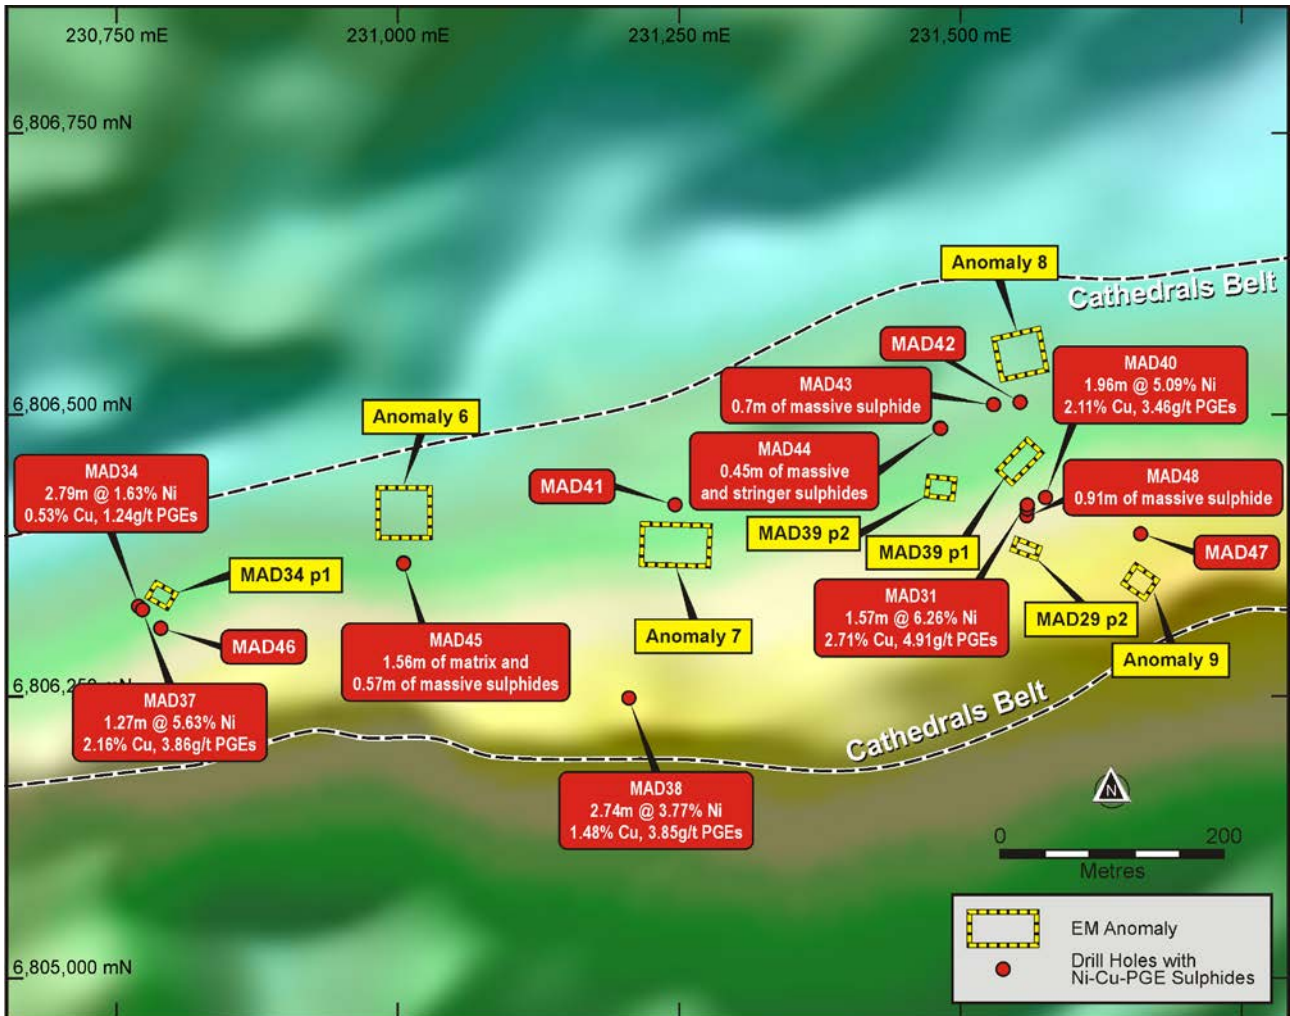 230,750 mE
231,000 mE
231,250 mE
231,500 mE
6,806,750 mN
Anomaly 8
Cathedrals Belt
MAD42
MAD40
1.96m @ 5.09% Ni
2.11% Cu, 3.46g/t PGEs
MAD43
0.7m of massive sulphide
6,806,500 mN
Anomaly 6
MAD44
0.45m of massive
and stringer sulphides
MAD34
2.79m @ 1.63% Ni
0.53% Cu, 1.24g/t PGEs
MAD41
MAD48
0.91m of massive sulphide
MAD39 p2
MAD39 p1
MAD47
MAD34 p1
MAD31
1.57m @ 6.26% Ni
2.71% Cu, 4.91g/t PGEs
MAD29 p2
MAD46
MAD45
1.56m of matrix and
0.57m of massive sulphides
Anomaly 7
Anomaly 9
6,806,250 mN
MAD37
1.27m @ 5.63% Ni
2.16% Cu, 3.86g/t PGEs
Cathedrals Belt
MAD38
2.74m @ 3.77% Ni
1.48% Cu, 3.85g/t PGEs
N
0
200
Metres
EM Anomaly
Drill Holes with
Ni-Cu-PGE Sulphides
6,805,000 mN